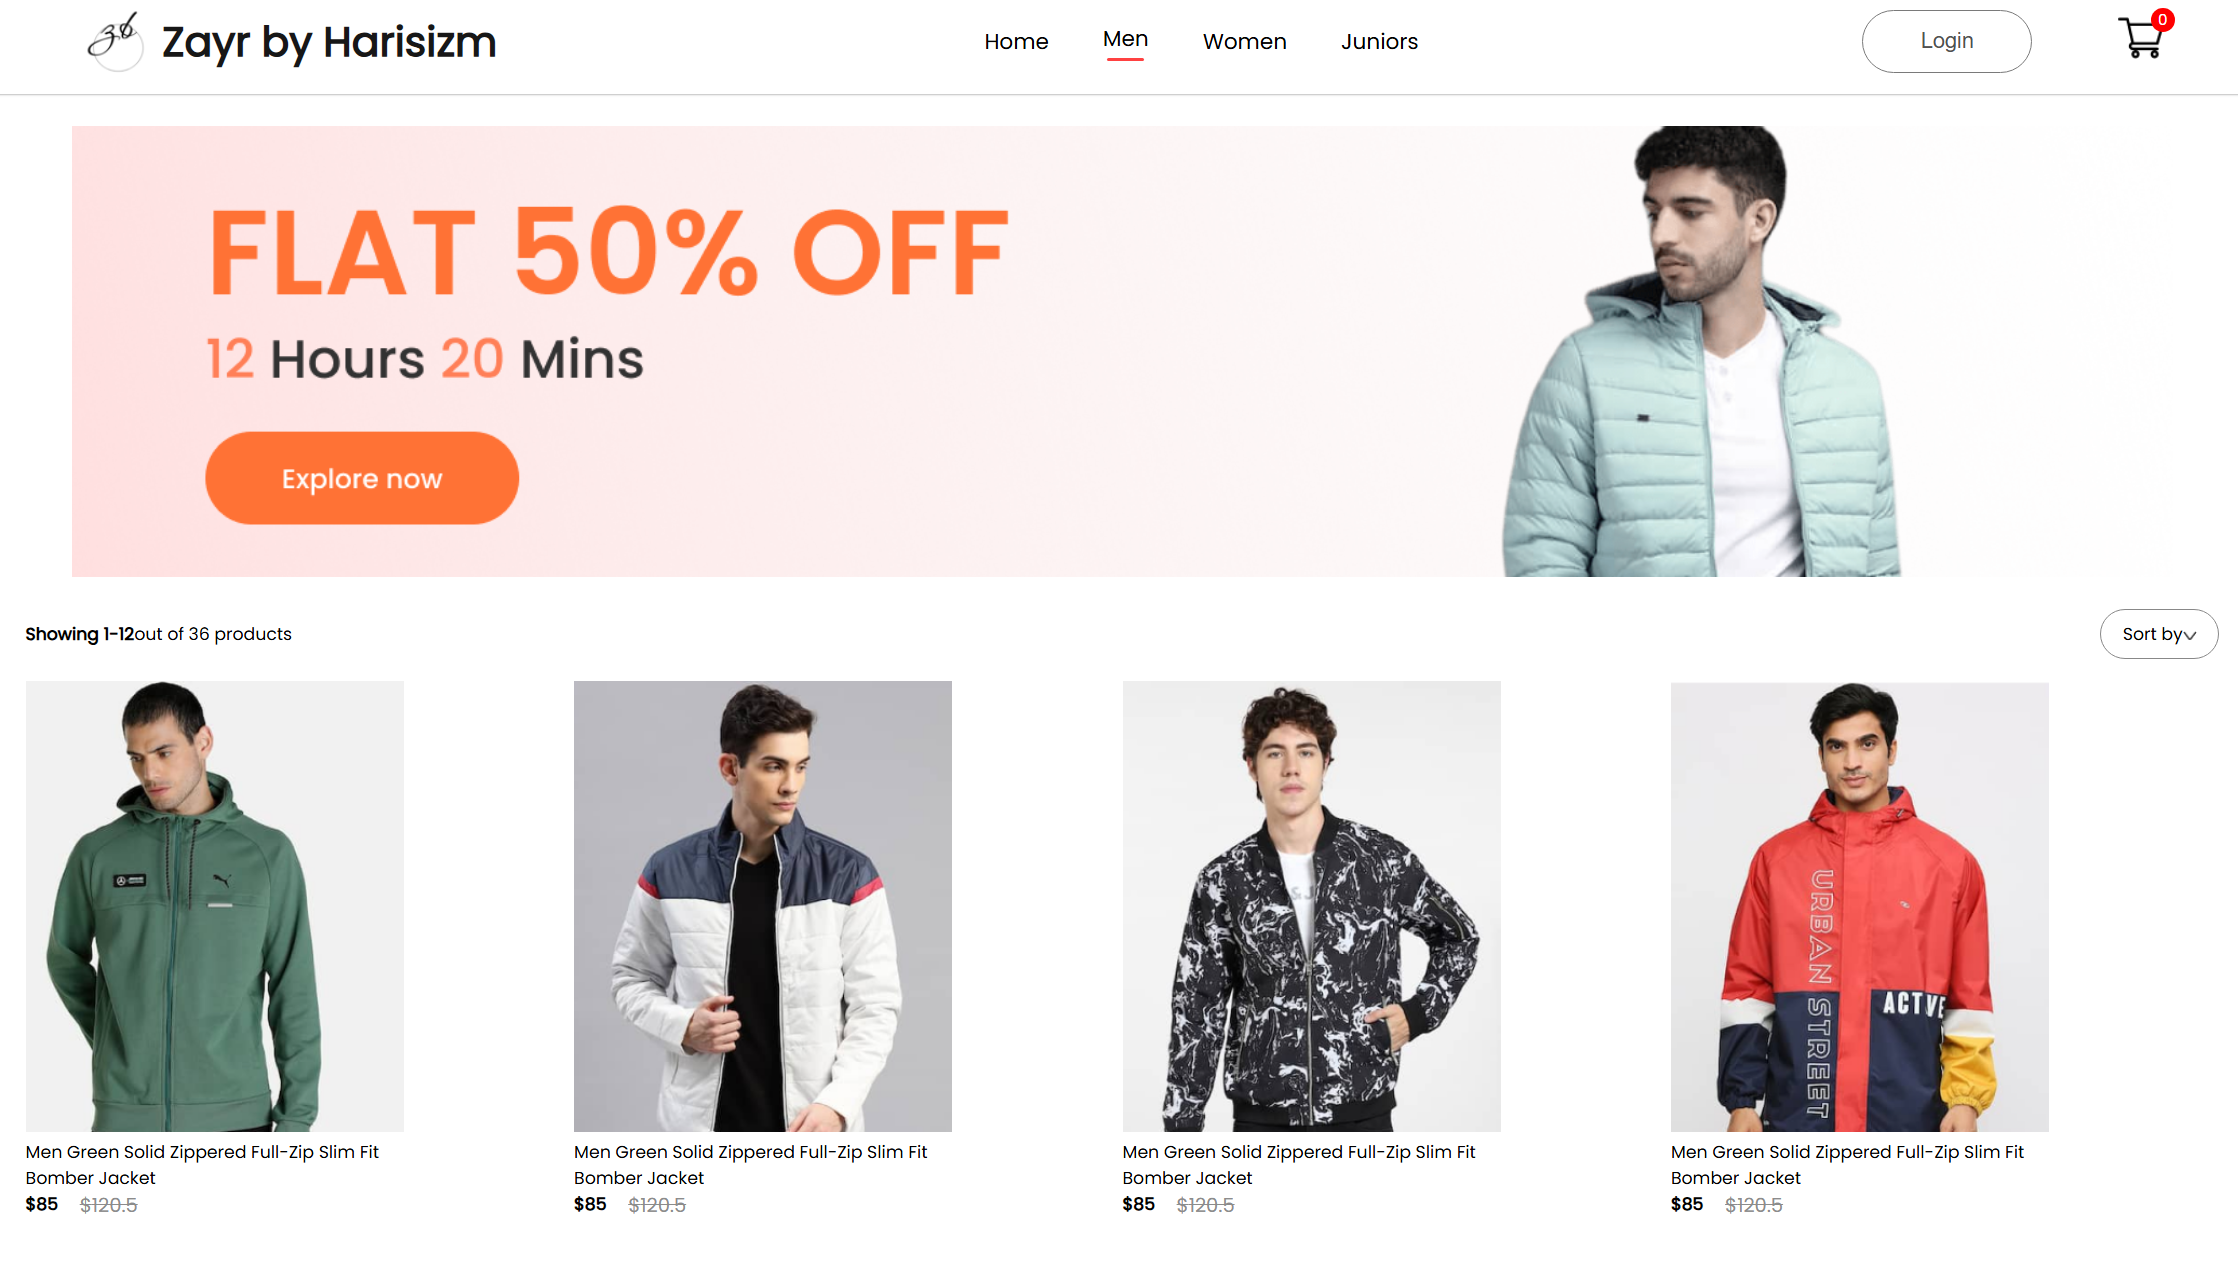 Zayr by Harisizm
Home
Men
Women
Juniors
Login
0
FLAT 50% OFF
12 Hours 20 Mins
Explore now
Showing 1-12out of 36 products
Sort by
URBAN STREET
ACTVE
Men Green Solid Zippered Full-Zip Slim Fit
Bomber Jacket
$85 $120.5
Men Green Solid Zippered Full-Zip Slim Fit
Bomber Jacket
$85 $120.5
Men Green Solid Zippered Full-Zip Slim Fit
Bomber Jacket
$85 $120.5
Men Green Solid Zippered Full-Zip Slim Fit
Bomber Jacket
$85 $120.5